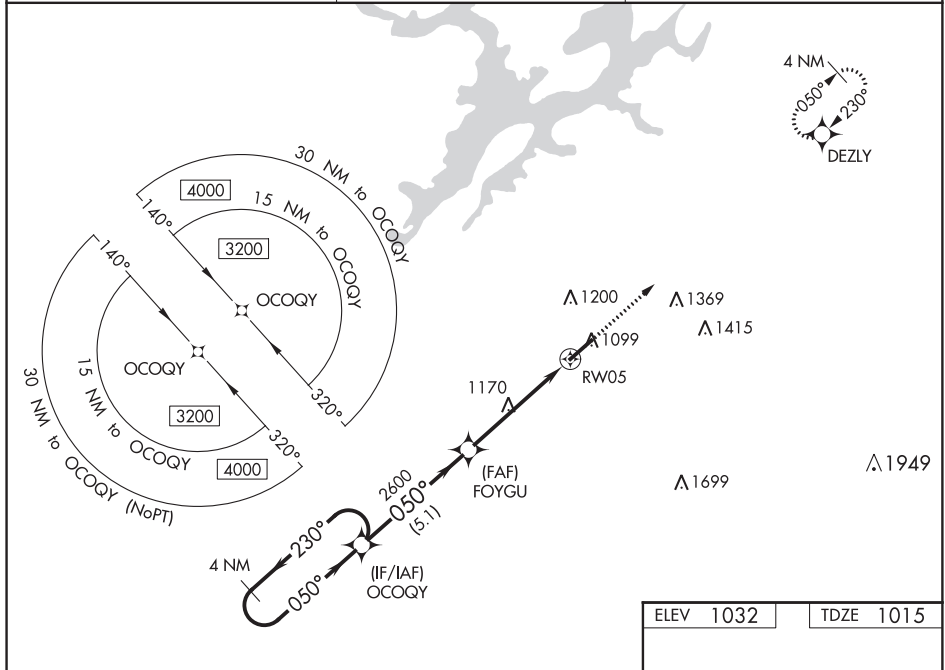 4 NM
050°
230°
DEZLY
30 NM to OCOQY
4000
15 NM to OCOQY
140°
3200
OCOQY
320°
140°
OCOQY
15 NM to OCOQY
3200
320°
4000
30 NM to OCOQY (NoPT)
1200
1369
1415
1099
RW05
1170
(FAF)
FOYGU
1699
1949
2600
050°
(5.1)
230°
4 NM
050°
(IF/IAF)
OCOQY
ELEV 1032
TDZE 1015